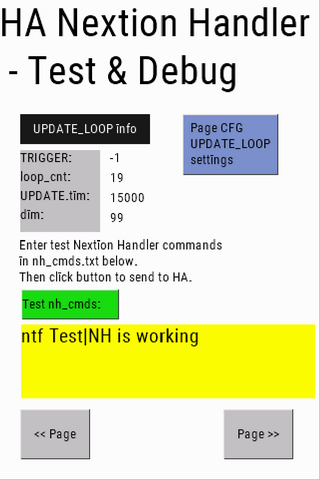 HA Nextion Handler
- Test & Debug
UPDATE_LOOP info
Page CFG
UPDATE_LOOP
settings
TRIGGER: -1
loop_cnt: 19
UPDATE.tim: 15000
dim: 99
Enter test Nextion Handler commands
in nh_cmds.txt below.
Then click button to send to HA.
Test nh_cmds:
ntf Test|NH is working
<< Page
Page >>